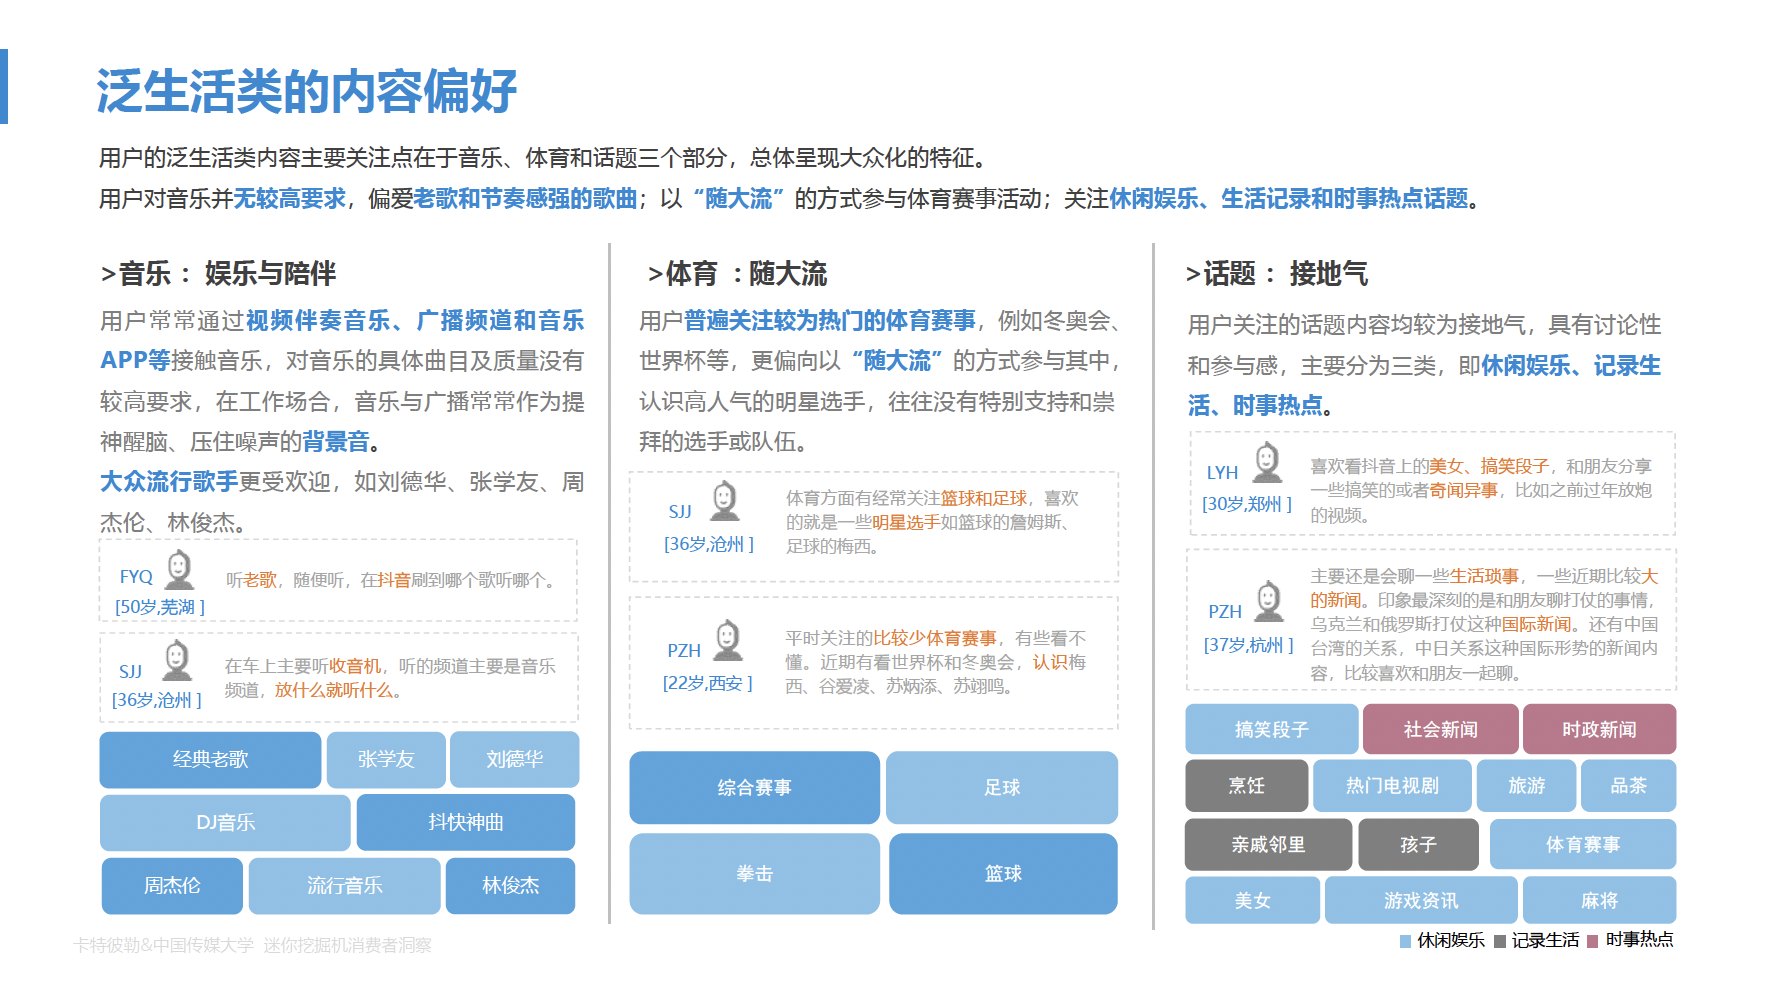 泛生活类的内容偏好
用户的泛生活类内容主要关注点在于音乐、体育和话题三个部分，总体呈现大众化的特征。
用户对音乐并无较高要求，偏爱老歌和节奏感强的歌曲；以“随大流”的方式参与体育赛事活动；关注休闲娱乐、生活记录和时事热点话题。
>音乐 ：娱乐与陪伴
用户常常通过视频伴奏音乐、广播频道和音乐
APP等接触音乐，对音乐的具体曲目及质量没有
较高要求，在工作场合，音乐与广播常常作为提
神醒脑、压住噪声的背景音。
大众流行歌手更受欢迎，如刘德华、张学友、周
杰伦、林俊杰。
FYQ
[50岁,芜湖 ]
听老歌，随便听，在抖音刷到哪个歌听哪个。
SJJ
[36岁,沧州 ]
在车上主要听收音机，听的频道主要是音乐
频道，放什么就听什么。
经典老歌
张学友
刘德华
DJ音乐
抖快神曲
周杰伦
流行音乐
林俊杰
>体育 ：随大流
用户普遍关注较为热门的体育赛事，例如冬奥会、
世界杯等，更偏向以“随大流”的方式参与其中，
认识高人气的明星选手，往往没有特别支持和崇
拜的选手或队伍。
SJJ
[36岁,沧州 ]
体育方面有经常关注篮球和足球，喜欢
的就是一些明星选手如篮球的詹姆斯、
足球的梅西。
PZH
[22岁,西安 ]
平时关注的比较少体育赛事，有些看不
懂。近期有看世界杯和冬奥会，认识梅
西、谷爱凌、苏炳添、苏翊鸣。
综合赛事
足球
拳击
篮球
>话题 ：接地气
用户关注的话题内容均较为接地气，具有讨论性
和参与感，主要分为三类，即休闲娱乐、记录生
活、时事热点。
LYH
[30岁,郑州 ]
喜欢看抖音上的美女、搞笑段子，和朋友分享
一些搞笑的或者奇闻异事，比如之前过年放炮
的视频。
PZH
[37岁,杭州 ]
主要还是会聊一些生活琐事，一些近期比较大
的新闻。印象最深刻的是和朋友聊打仗的事情，
乌克兰和俄罗斯打仗这种国际新闻。还有中国
台湾的关系，中日关系这种国际形势的新闻内
容，比较喜欢和朋友一起聊。
搞笑段子
社会新闻
时政新闻
烹饪
热门电视剧
旅游
品茶
亲戚邻里
孩子
体育赛事
美女
游戏资讯
麻将
休闲娱乐
记录生活
时事热点
卡特彼勒&中国传媒大学 迷你挖掘机消费者洞察